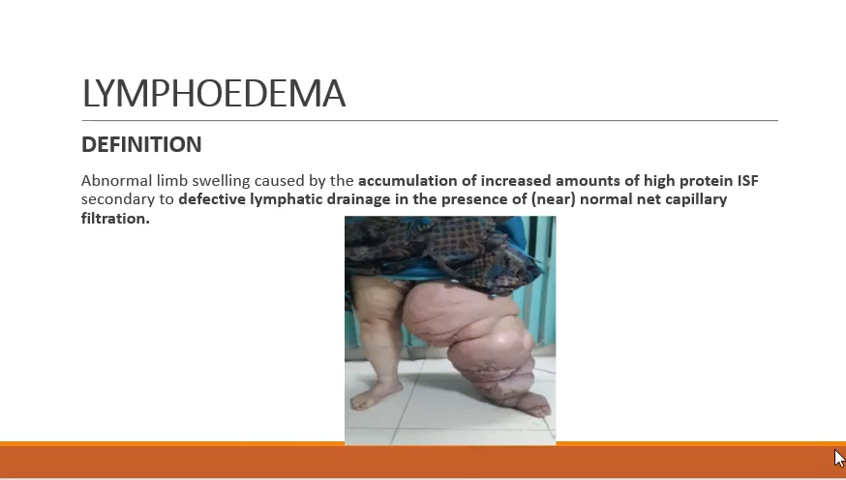 LYMPHOEDEMA
DEFINITION
Abnormal limb swelling caused by the accumulation of increased amounts of high protein ISF
secondary to defective lymphatic drainage in the presence of (near) normal net capillary
filtration.